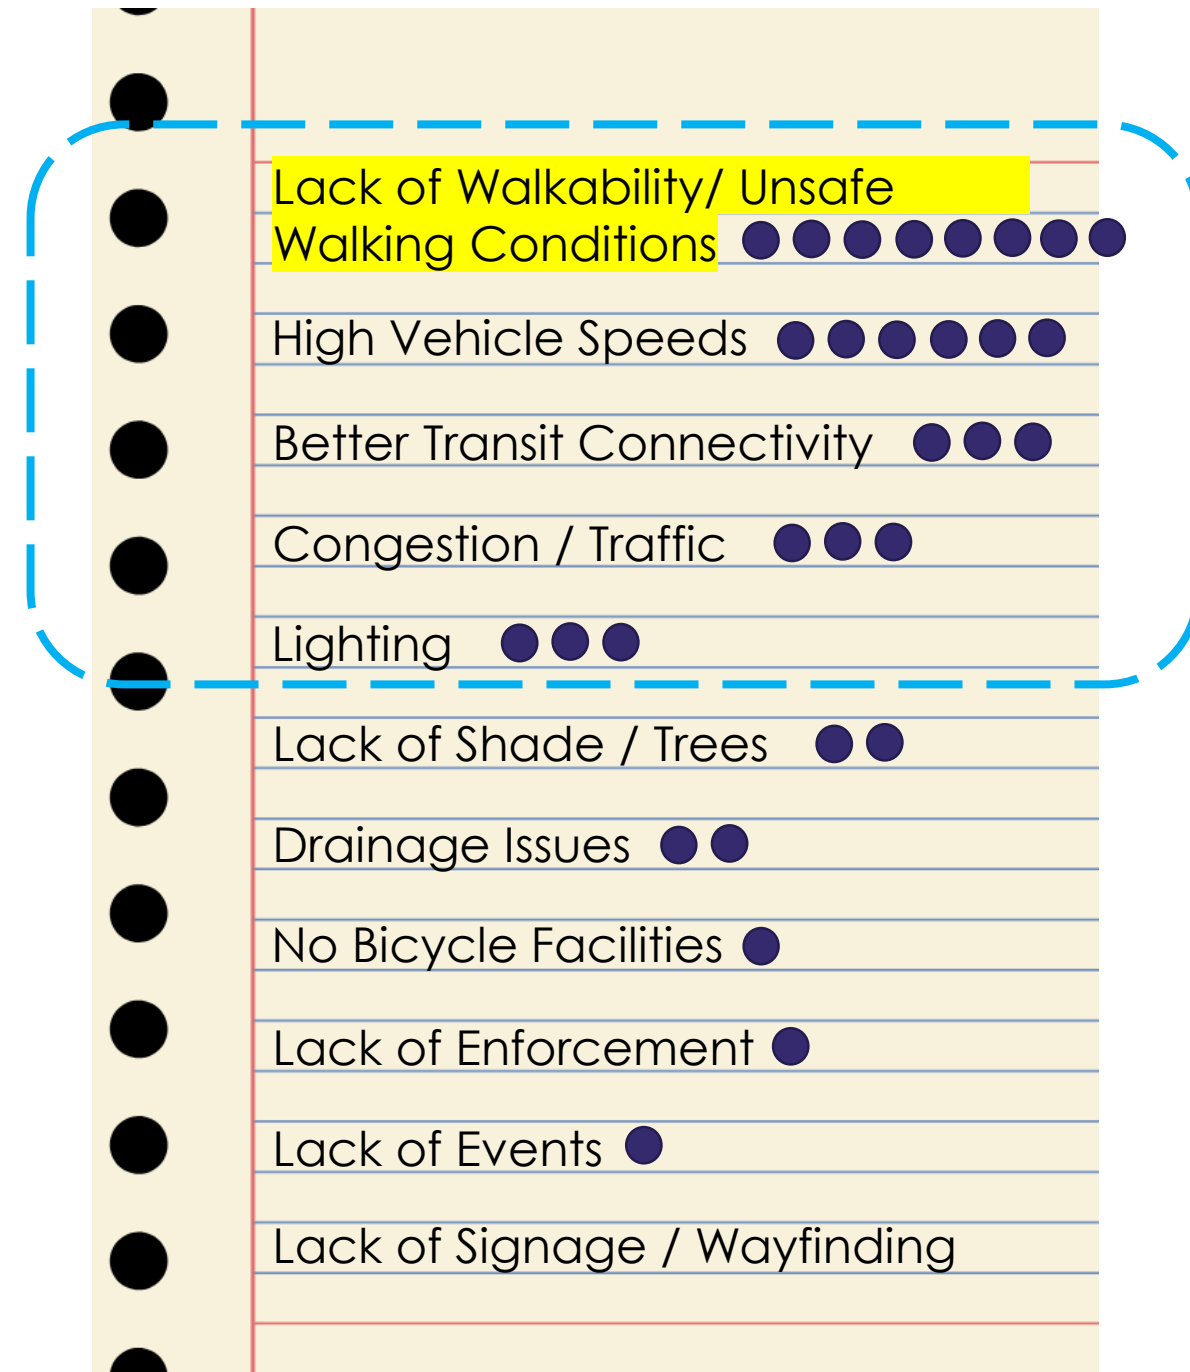 Lack of Walkability/ Unsafe
Walking Conditions
High Vehicle Speeds
Better Transit Connectivity
Congestion / Traffic
Lighting
Lack of Shade / Trees
Drainage Issues
No Bicycle Facilities
Lack of Enforcement
Lack of Events
Lack of Signage / Wayfinding